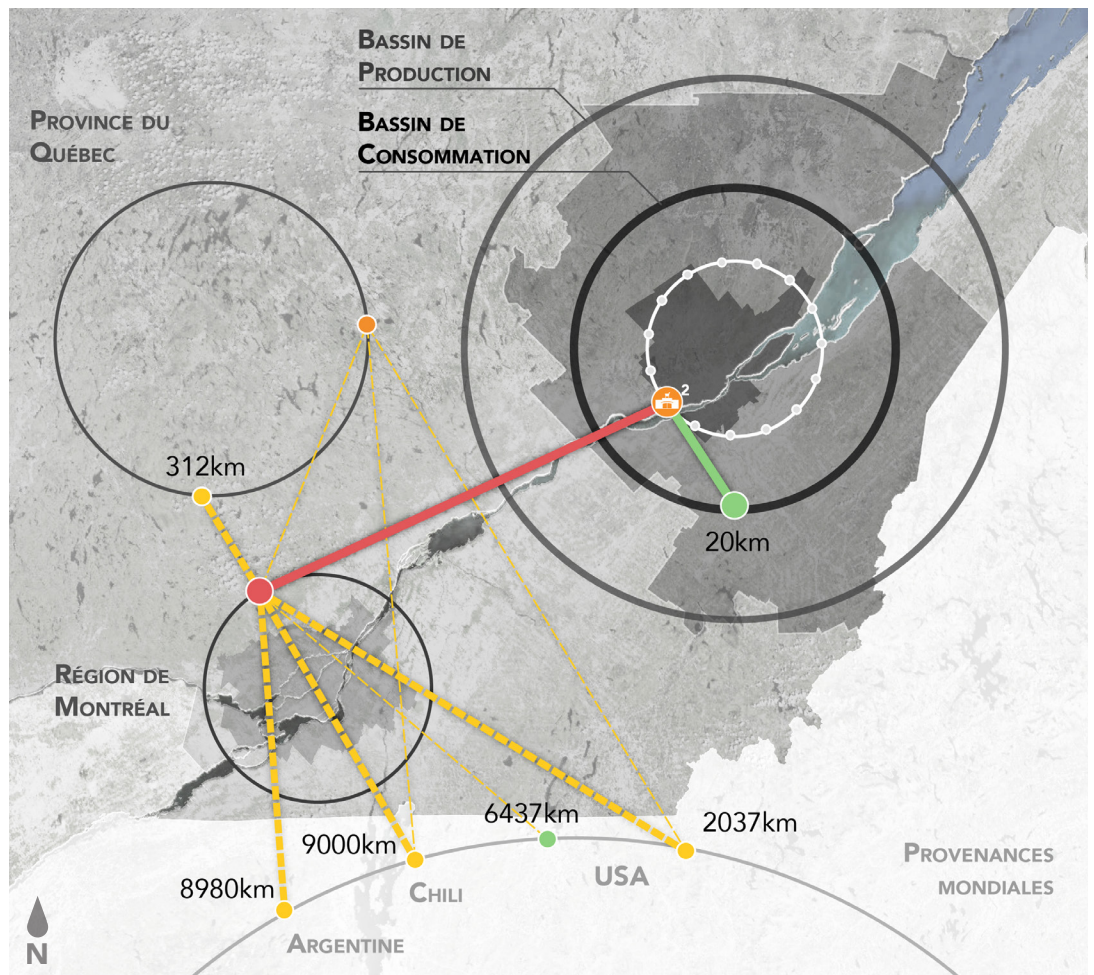 Bassin de
Production
Bassin de
Consommation
Province du
Québec
2
312km
20km
Région de
Montréal
6437km
2037km
9000km
8980km
USA
Chili
Argentine
Provenances
mondiales
N